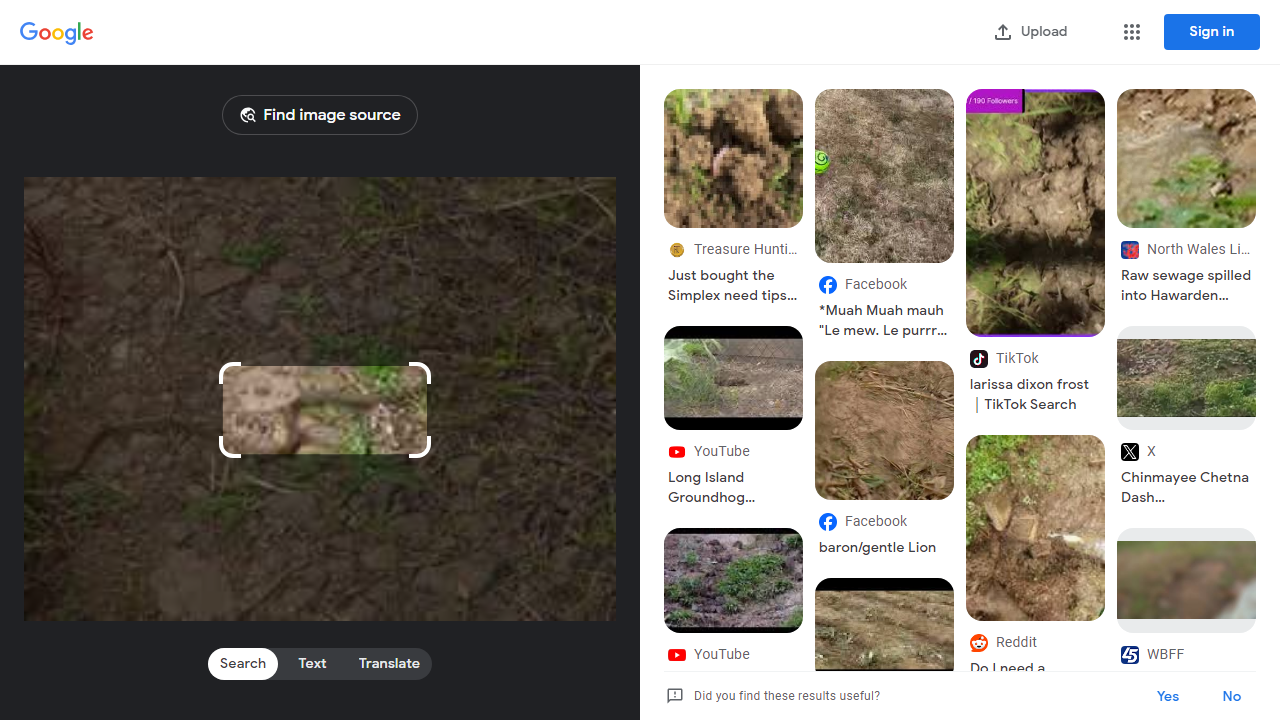 Google
Upload
Sign in
Find image source
Search
Text
Translate
Treasure Hunti...
Just bought the
Simplex need tips...
YouTube
Long Island
Groundhog...
YouTube
Facebook
*Muah Muah mauh
"Le mew. Le purrr...
Facebook
baron/gentle Lion
/ 190 Followers
TikTok
larissa dixon frost
| TikTok Search
Reddit
Do I need a
North Wales Li...
Raw sewage spilled
into Hawarden...
X
Chinmayee Chetna
Dash...
45
WBFF
Did you find these results useful?
Yes
No